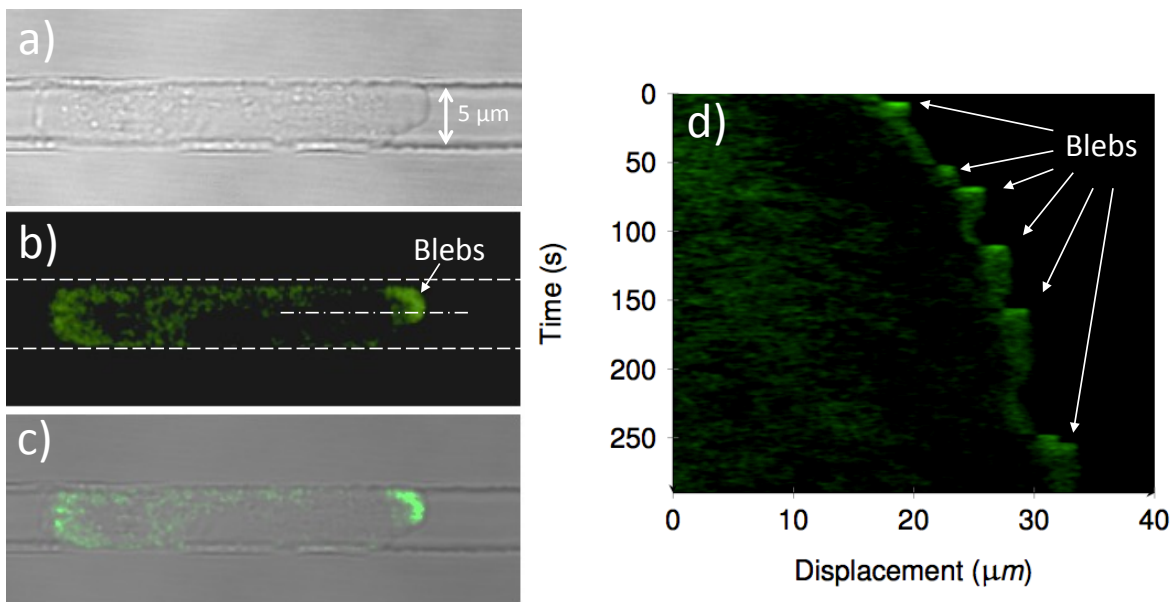 a)
5 μm
b)
Blebs
c)
d)
Blebs
Time (s)
0
50
100
150
200
250
0
10
20
30
40
Displacement (μm)